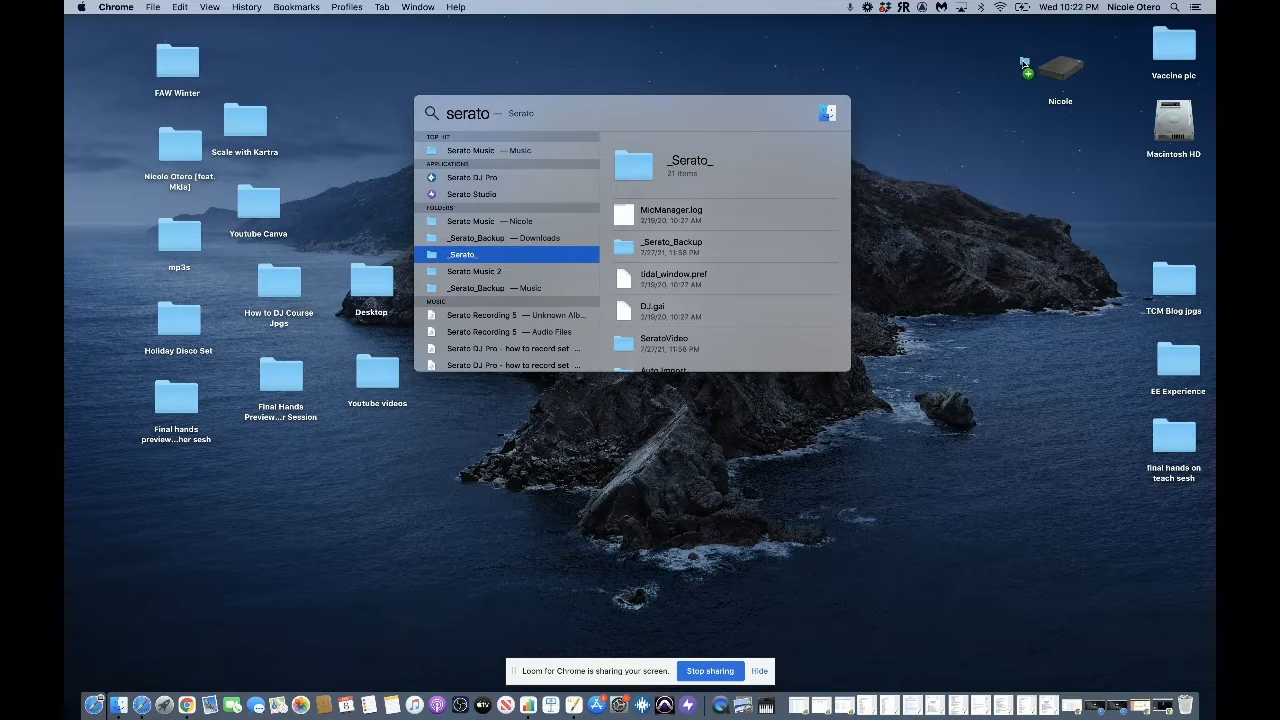 Chrome File Edit View History Bookmarks Profiles Tab Window Help
Wed 10:22 PM Nicole Otero
FAW Winter
Scale with Kartra
Nicole Otero [feat.
Mkla]
Youtube Canva
mp3s
How to DJ Course
Jpgs
Desktop
Holiday Disco Set
Final Hands
Preview...r Session
Youtube videos
Final hands
preview...her sesh
serato — Serato
TOP HIT
Serato Music — Music
APPLICATIONS
Serato DJ Pro
Serato Studio
FOLDERS
Serato Music — Nicole
_Serato_Backup — Downloads
_Serato_
Serato Music 2
_Serato_Backup — Music
MUSIC
Serato Recording 5 — Unknown Alb...
Serato Recording 5 — Audio Files
Serato DJ Pro - how to record set ...
Serato DJ Pro - how to record set ...
_Serato_
21 items
MicManager.log
2/19/20, 10:27 AM
_Serato_Backup
7/27/21, 11:58 PM
tidal_window.pref
2/19/20, 10:27 AM
DJ.gai
2/19/20, 10:27 AM
SeratoVideo
7/27/21, 11:58 PM
Auto Import
Nicole
Vaccine pic
Macintosh HD
TCM Blog jpgs
EE Experience
final hands on
teach sesh
Loom for Chrome is sharing your screen. Stop sharing Hide